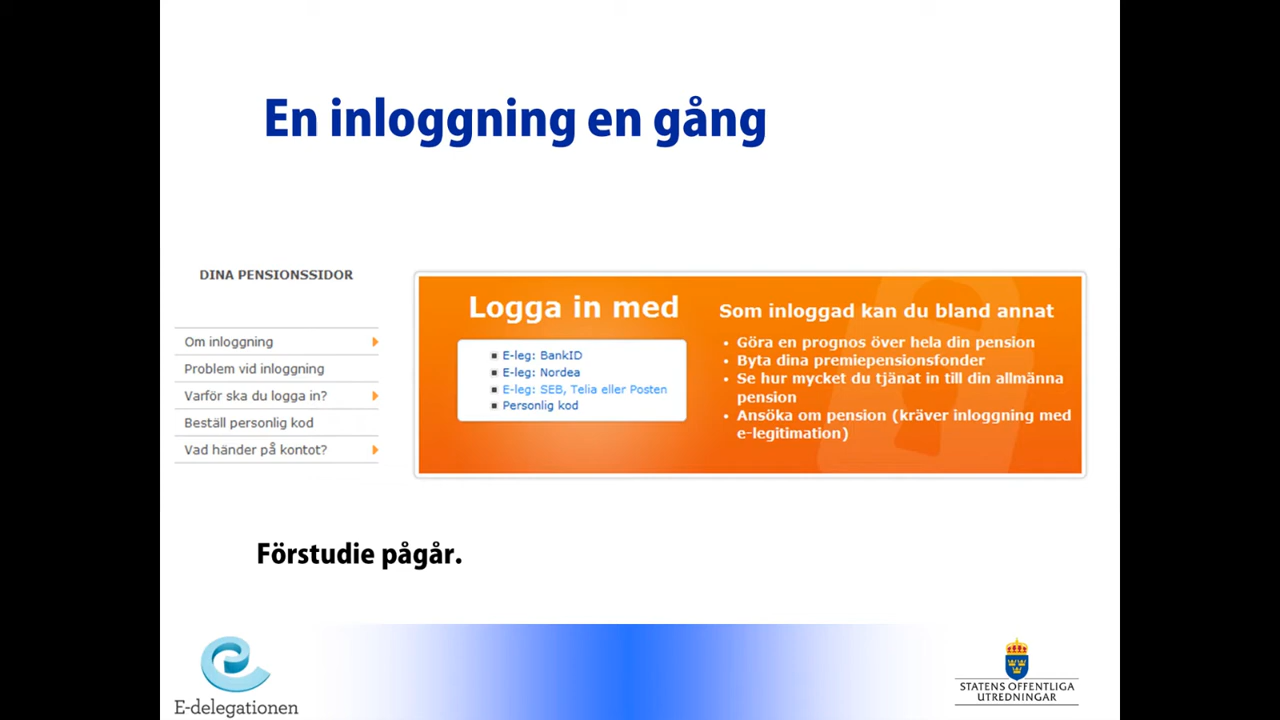 En inloggning en gång
DINA PENSIONSSIDOR
Om inloggning
Problem vid inloggning
Varför ska du logga in?
Beställ personlig kod
Vad händer på kontot?
Logga in med
E-leg: BankID
E-leg: Nordea
E-leg: SEB, Telia eller Posten
Personlig kod
Som inloggad kan du bland annat
• Göra en prognos över hela din pension
• Byta dina premiepensionsfonder
• Se hur mycket du tjänat in till din allmänna
pension
• Ansöka om pension (kräver inloggning med
e-legitimation)
Förstudie pågår.
E-delegationen
STATENS OFFENTLIGA
UTREDNINGAR